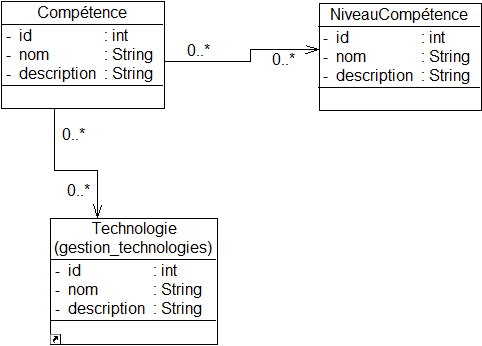 Compétence
- id : int
- nom : String
- description : String
NiveauCompétence
- id : int
- nom : String
- description : String
0..*
0..*
0..*
0..*
Technologie
(gestion_technologies)
- id : int
- nom : String
- description : String